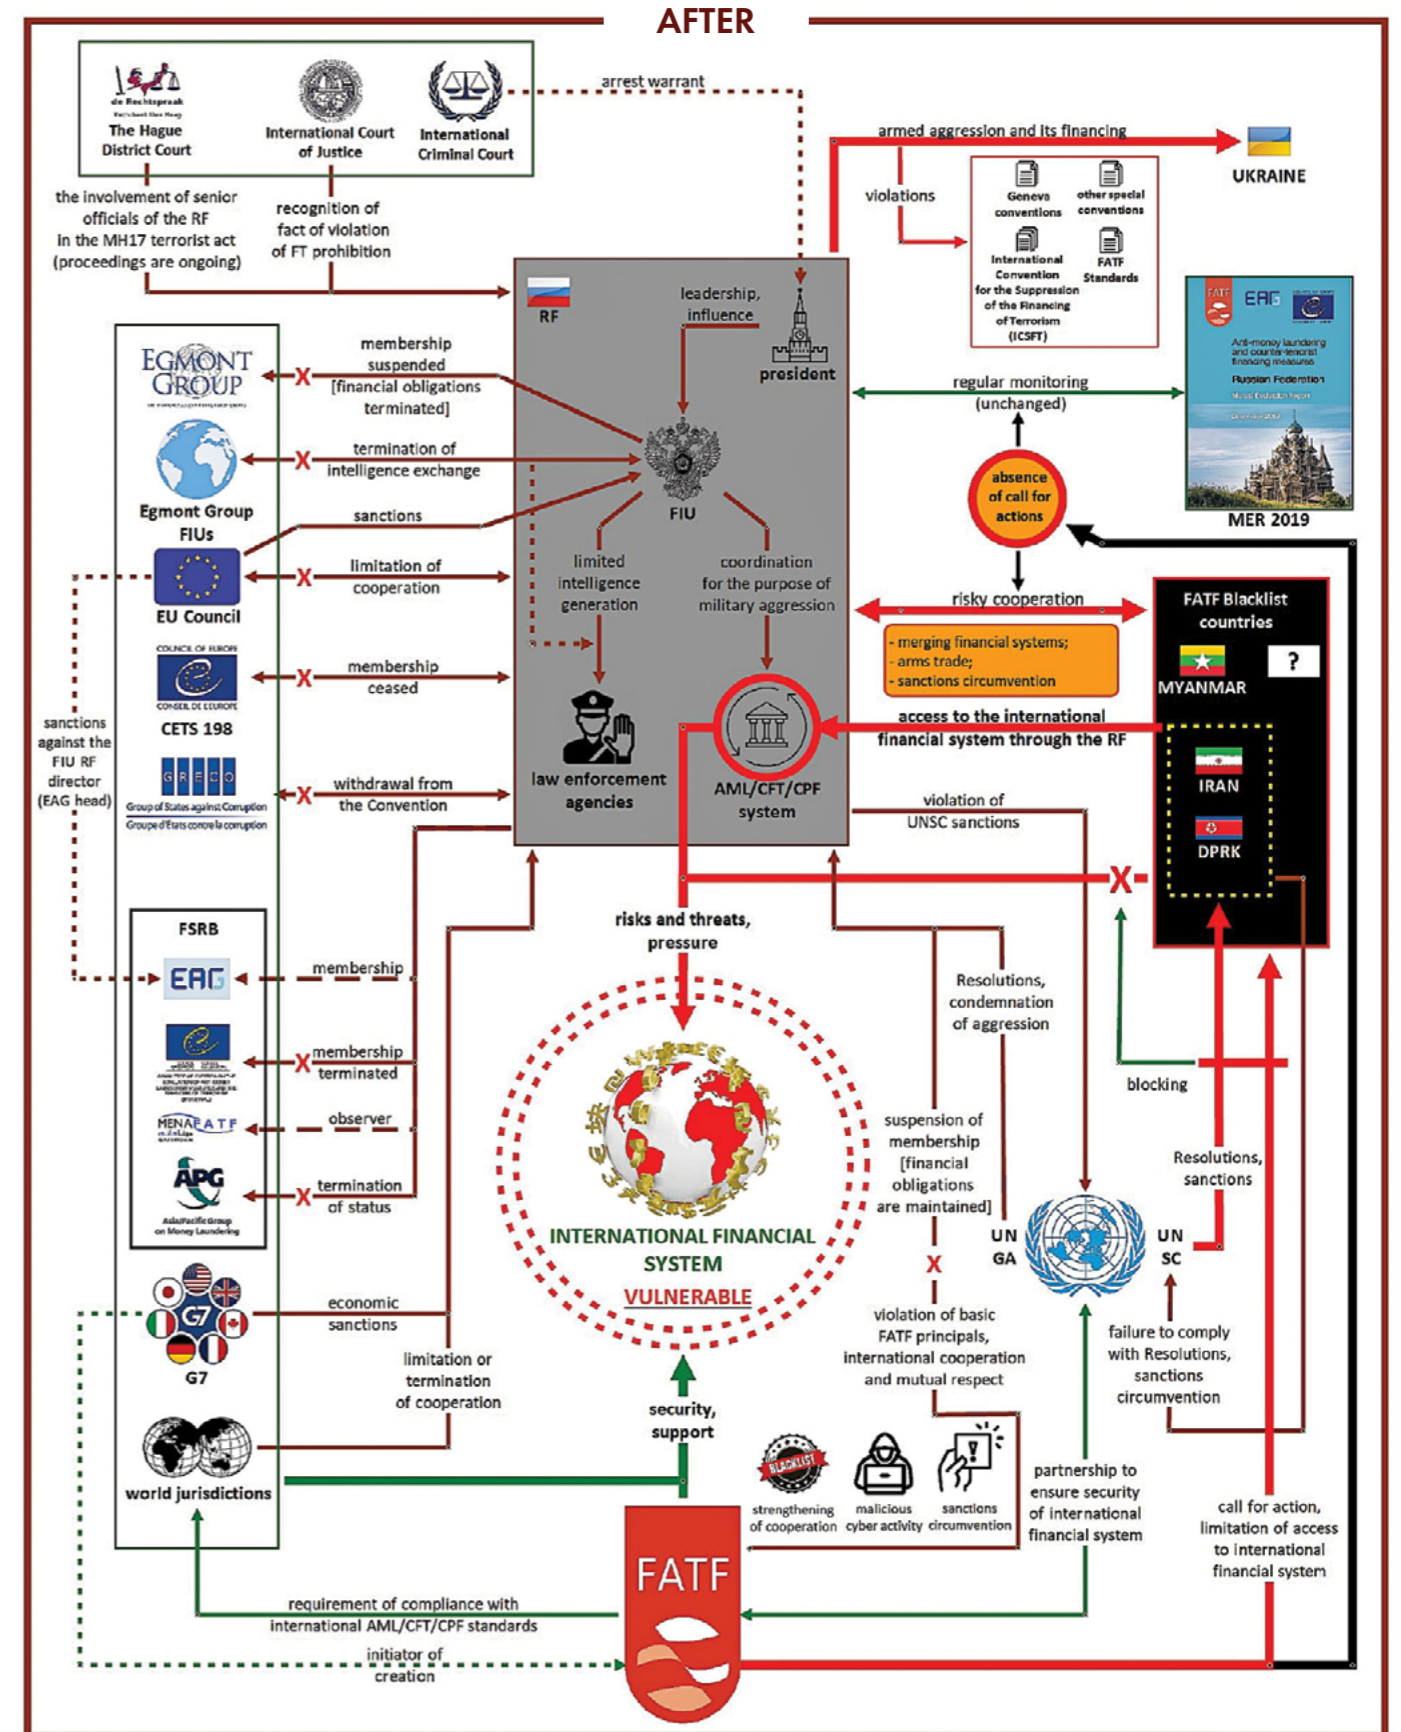 AFTER
de Rechtspraak
The Hague
District Court
International Court
of Justice
International
Criminal Court
arrest warrant
armed aggression and its financing
UKRAINE
violations
Geneva
conventions
other special
conventions
International
Convention
for the Suppression
of the Financing
of Terrorism
(ICSFT)
FATF
Standards
the involvement of senior
officials of the RF
in the MH17 terrorist act
(proceedings are ongoing)
recognition of
fact of violation
of FT prohibition
RF
leadership,
influence
president
FATF
EAG
Anti-money laundering
and counter-terrorist
financing measures
Russian Federation
Mutual Evaluation Report
December 2019
MER 2019
regular monitoring
(unchanged)
absence
of call for
actions
EGMONT
GROUP
membership
suspended
[financial obligations
terminated]
X
X
termination of
intelligence exchange
Egmont Group
FIUs
sanctions
FIU
EU Council
X
limitation of
cooperation
limited
intelligence
generation
coordination
for the purpose of
military aggression
risky cooperation
- merging financial systems;
- arms trade;
- sanctions circumvention
FATF Blacklist
countries
MYANMAR
?
IRAN
DPRK
COUNCIL OF EUROPE
CONSEIL DE L'EUROPE
CETS 198
X
membership
ceased
sanctions
against the
FIU RF
director
(EAG head)
access to the international
financial system through the RF
GRECO
Group of States against Corruption
Groupe d'Etats contre la corruption
X
withdrawal from
the Convention
law enforcement
agencies
AML/CFT/CPF
system
violation of
UNSC sanctions
X
risks and threats,
pressure
FSRB
EAG
membership
X
membership
terminated
MENAFATF
observer
APG
Asia/Pacific Group
on Money Laundering
X
termination
of status
Resolutions,
condemnation
of aggression
blocking
suspension of
membership
[financial
obligations
are maintained]
X
violation of basic
FATF principals,
international cooperation
and mutual respect
Resolutions,
sanctions
UN
GA
UN
SC
INTERNATIONAL FINANCIAL
SYSTEM
VULNERABLE
G7
G7
economic
sanctions
limitation or
termination
of cooperation
failure to comply
with Resolutions,
sanctions
circumvention
security,
support
world jurisdictions
BLACKLIST
strengthening
of cooperation
malicious
cyber activity
sanctions
circumvention
partnership to
ensure security
of international
financial system
call for action,
limitation of access
to international
financial system
FATF
requirement of compliance with
international AML/CFT/CPF standards
initiator of
creation